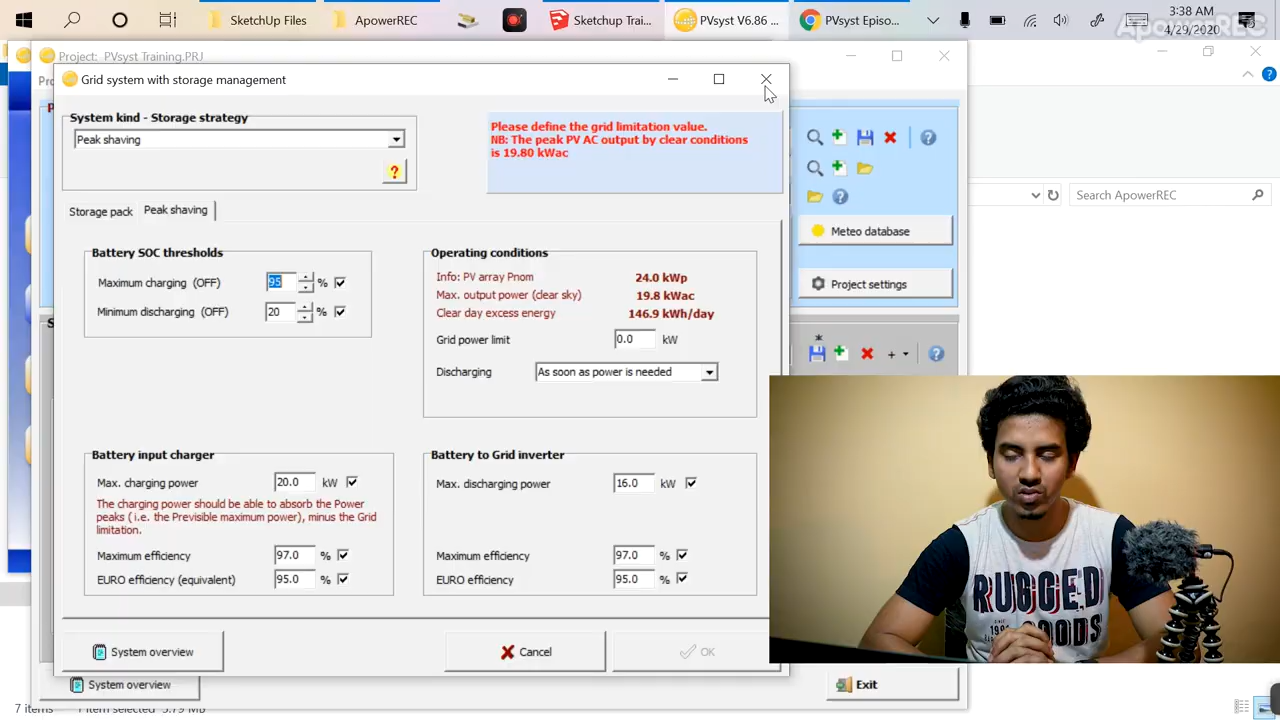 SketchUp Files
ApowerREC
Sketchup Trai...
PVsyst V6.86 ...
PVsyst Episo...
3:38 AM
4/29/2020
ApowerREC
Project: PVsyst Training.PRJ
Grid system with storage management
System kind - Storage strategy
Peak shaving
?
Please define the grid limitation value.
NB: The peak PV AC output by clear conditions
is 19.80 kWac
Storage pack
Peak shaving
Search ApowerREC
Meteo database
Project settings
Battery SOC thresholds
Maximum charging (OFF)
95
%
Minimum discharging (OFF)
20
%
Operating conditions
Info: PV array Pnom
24.0 kWp
Max. output power (clear sky)
19.8 kWac
Clear day excess energy
146.9 kWh/day
Grid power limit
0.0
kW
Discharging
As soon as power is needed
Battery input charger
Max. charging power
20.0
kW
The charging power should be able to absorb the Power
peaks ( i.e. the Previsible maximum power), minus the Grid
limitation.
Maximum efficiency
97.0
%
EURO efficiency (equivalent)
95.0
%
Battery to Grid inverter
Max. discharging power
16.0
kW
Maximum efficiency
97.0
%
EURO efficiency
95.0
%
System overview
Cancel
OK
System overview
Exit
7 items
1 item selected 5.79 MB
RUGGED
GOODS